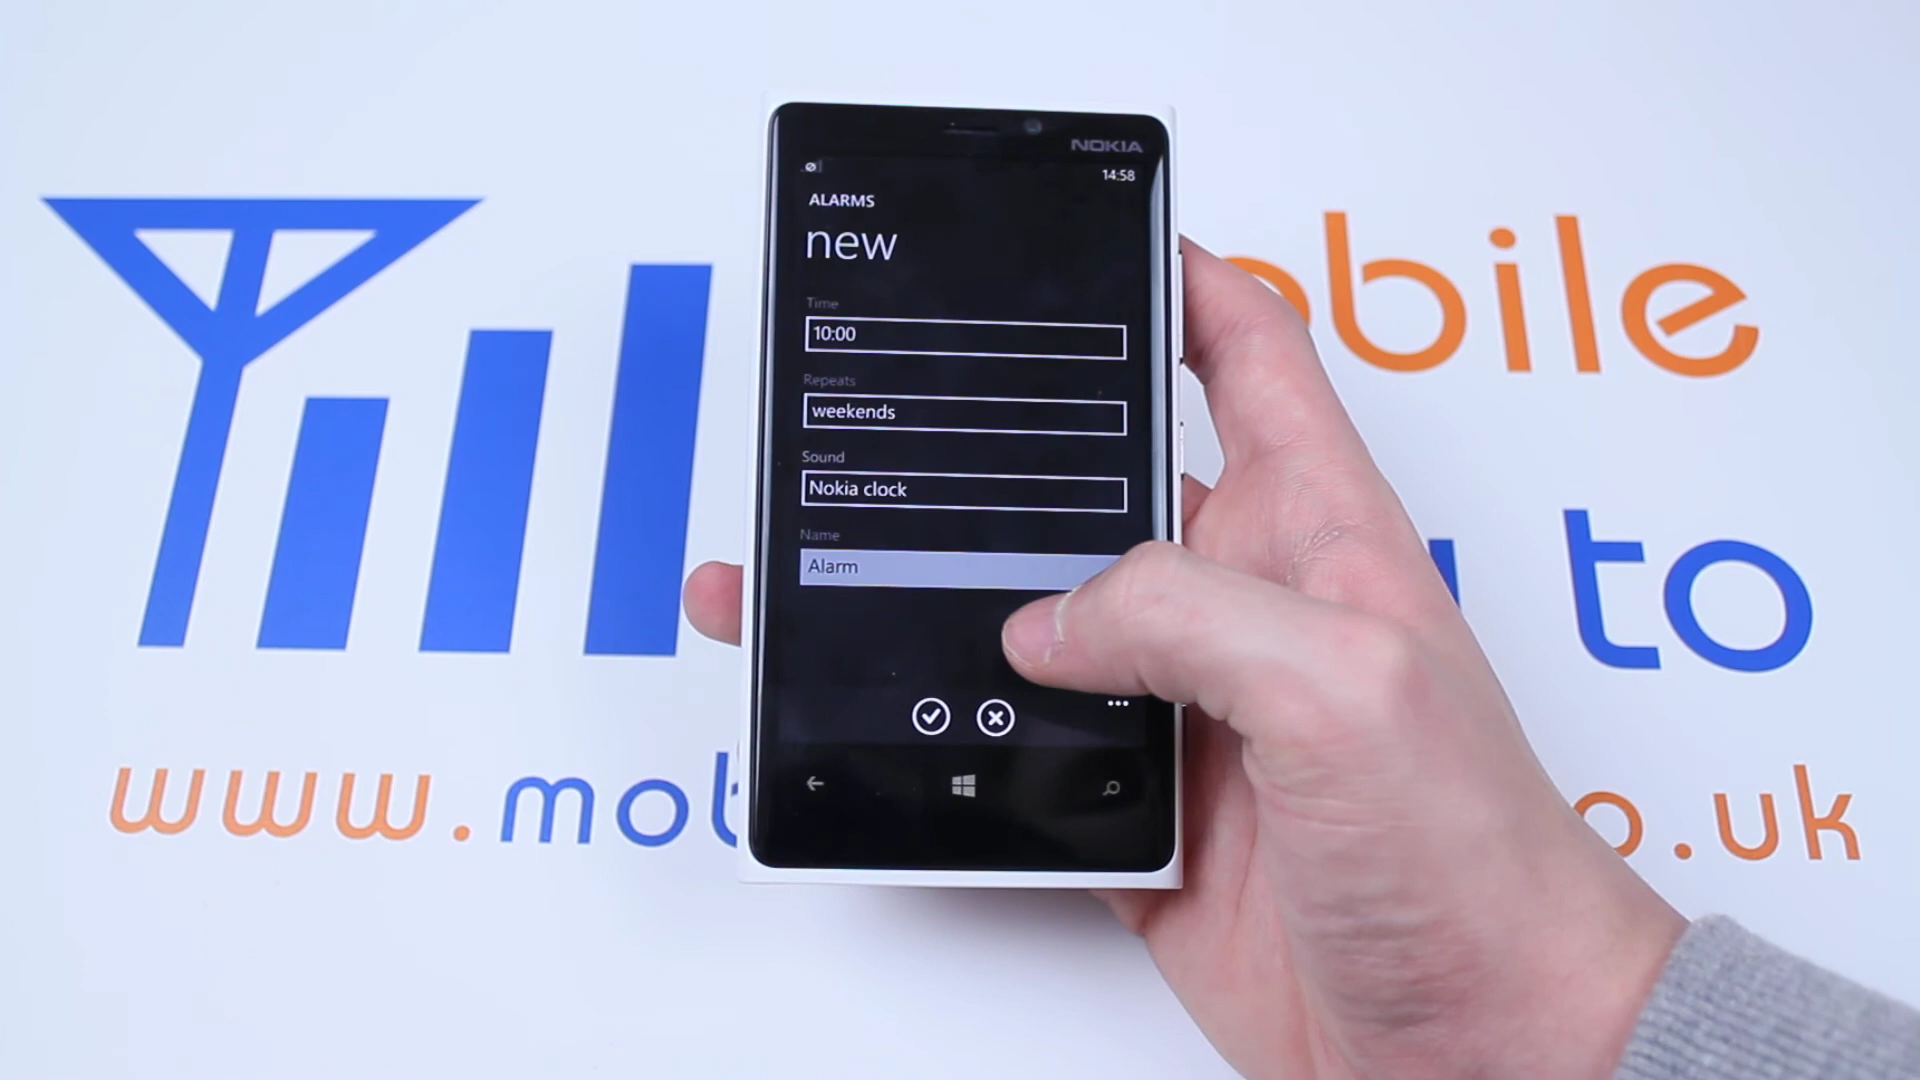 NOKIA
14:58
ALARMS
new
Time
10:00
Repeats
weekends
Sound
Nokia clock
Name
Alarm
bile
to
www.mob
o.uk